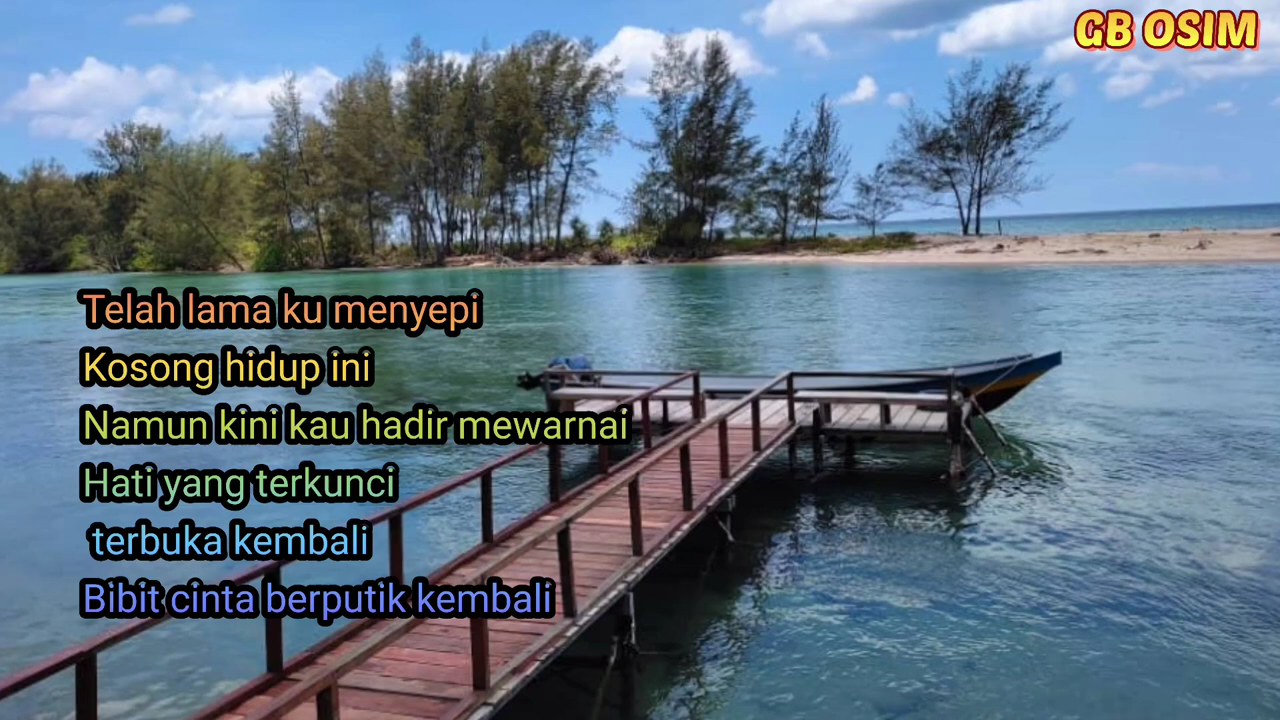 GB OSIM
Telah lama ku menyepi
Kosong hidup ini
Namun kini kau hadir mewarnai
Hati yang terkunci
terbuka kembali
Bibit cinta berputik kembali